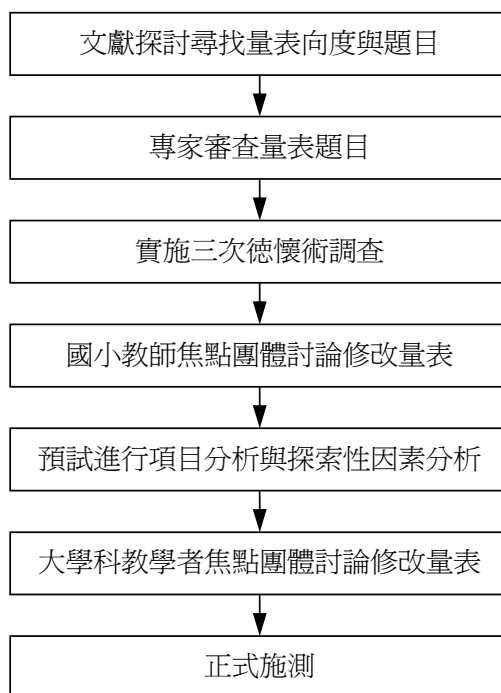 文獻探討尋找量表向度與題目
專家審查量表題目
實施三次德懷術調查
國小教師焦點團體討論修改量表
預試進行項目分析與探索性因素分析
大學科教學者焦點團體討論修改量表
正式施測